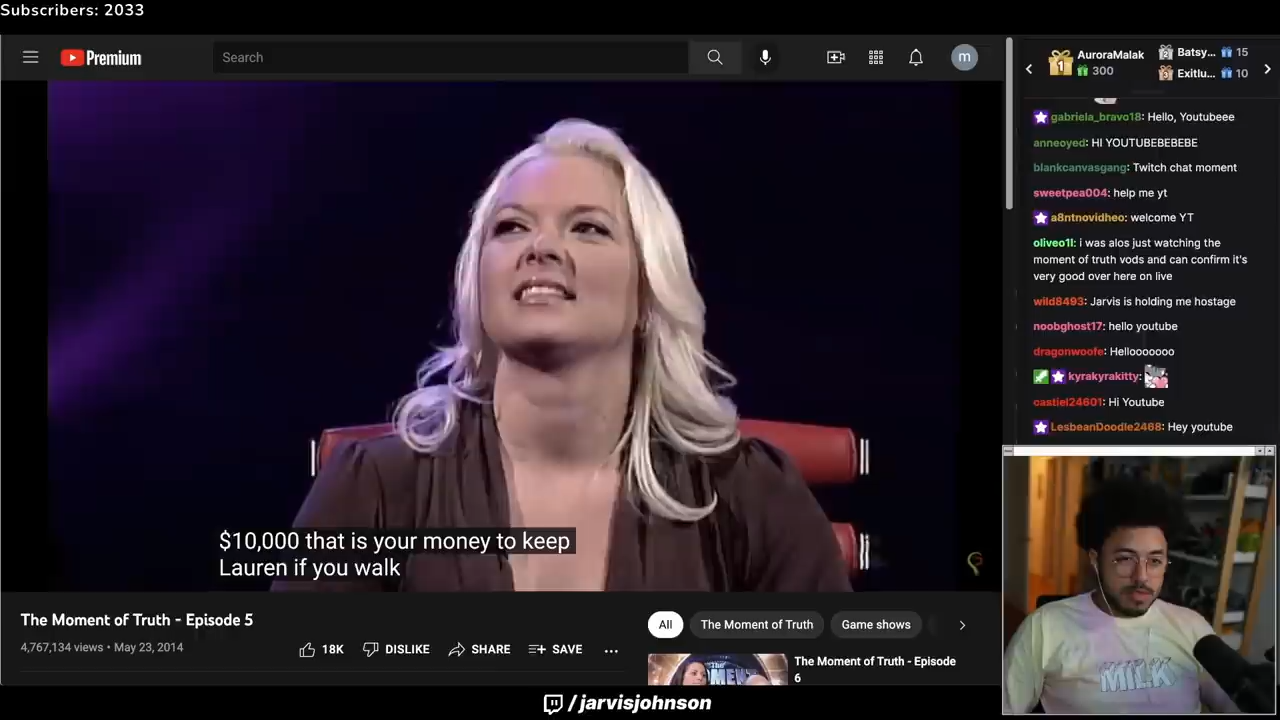 Subscribers: 2033
Premium
Search
m
$10,000 that is your money to keep
Lauren if you walk
The Moment of Truth - Episode 5
4,767,134 views • May 23, 2014
18K
DISLIKE
SHARE
SAVE
All
The Moment of Truth
Game shows
The Moment of Truth - Episode
6
1
AuroraMalak
300
2
Batsy...
15
3
Exitlu...
10
gabriela_bravo18: Hello, Youtubeee
anneoyed: HI YOUTUBEBEBEBE
blankcanvasgang: Twitch chat moment
sweetpea004: help me yt
a8ntnovidheo: welcome YT
oliveo1l: i was alos just watching the
moment of truth vods and can confirm it's
very good over here on live
wild8493: Jarvis is holding me hostage
noobghost17: hello youtube
dragonwoofe: Hellooooooo
kyrakyrakitty:
castiel24601: Hi Youtube
LesbeanDoodle2468: Hey youtube
MILK
/jarvisjohnson